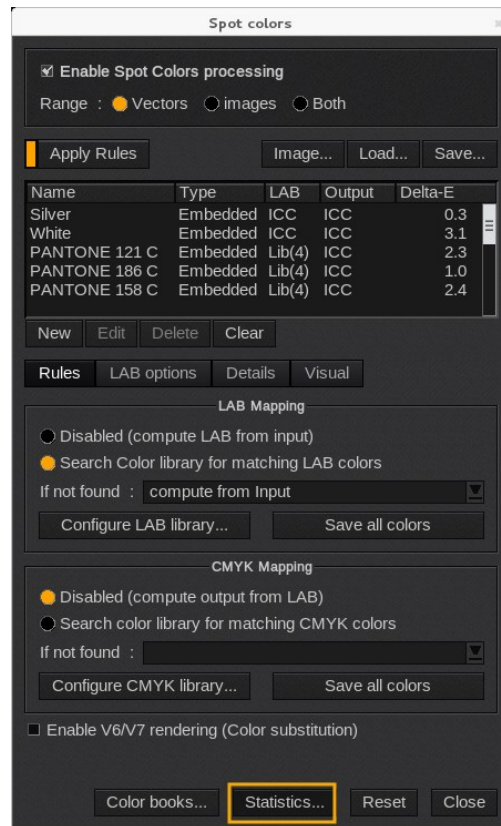 Spot colors
Enable Spot Colors processing
Range : Vectors images Both
Apply Rules Image... Load... Save...
Name Type LAB Output Delta-E
Silver Embedded ICC ICC 0.3
White Embedded ICC ICC 3.1
PANTONE 121 C Embedded Lib(4) ICC 2.3
PANTONE 186 C Embedded Lib(4) ICC 1.0
PANTONE 158 C Embedded Lib(4) ICC 2.4
New Edit Delete Clear
Rules LAB options Details Visual
LAB Mapping
Disabled (compute LAB from input)
Search Color library for matching LAB colors
If not found : compute from Input
Configure LAB library... Save all colors
CMYK Mapping
Disabled (compute output from LAB)
Search color library for matching CMYK colors
If not found :
Configure CMYK library... Save all colors
Enable V6/V7 rendering (Color substitution)
Color books... Statistics... Reset Close